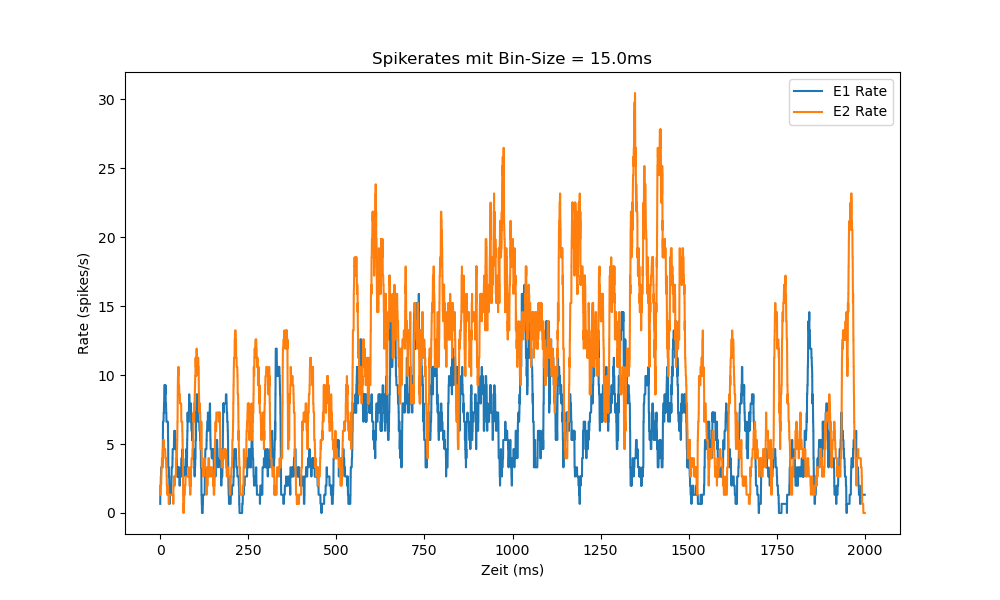 Spikerates mit Bin-Size = 15.0ms
E1 Rate
E2 Rate
30
25
20
15
10
5
0
Rate (spikes/s)
0 250 500 750 1000 1250 1500 1750 2000
Zeit (ms)